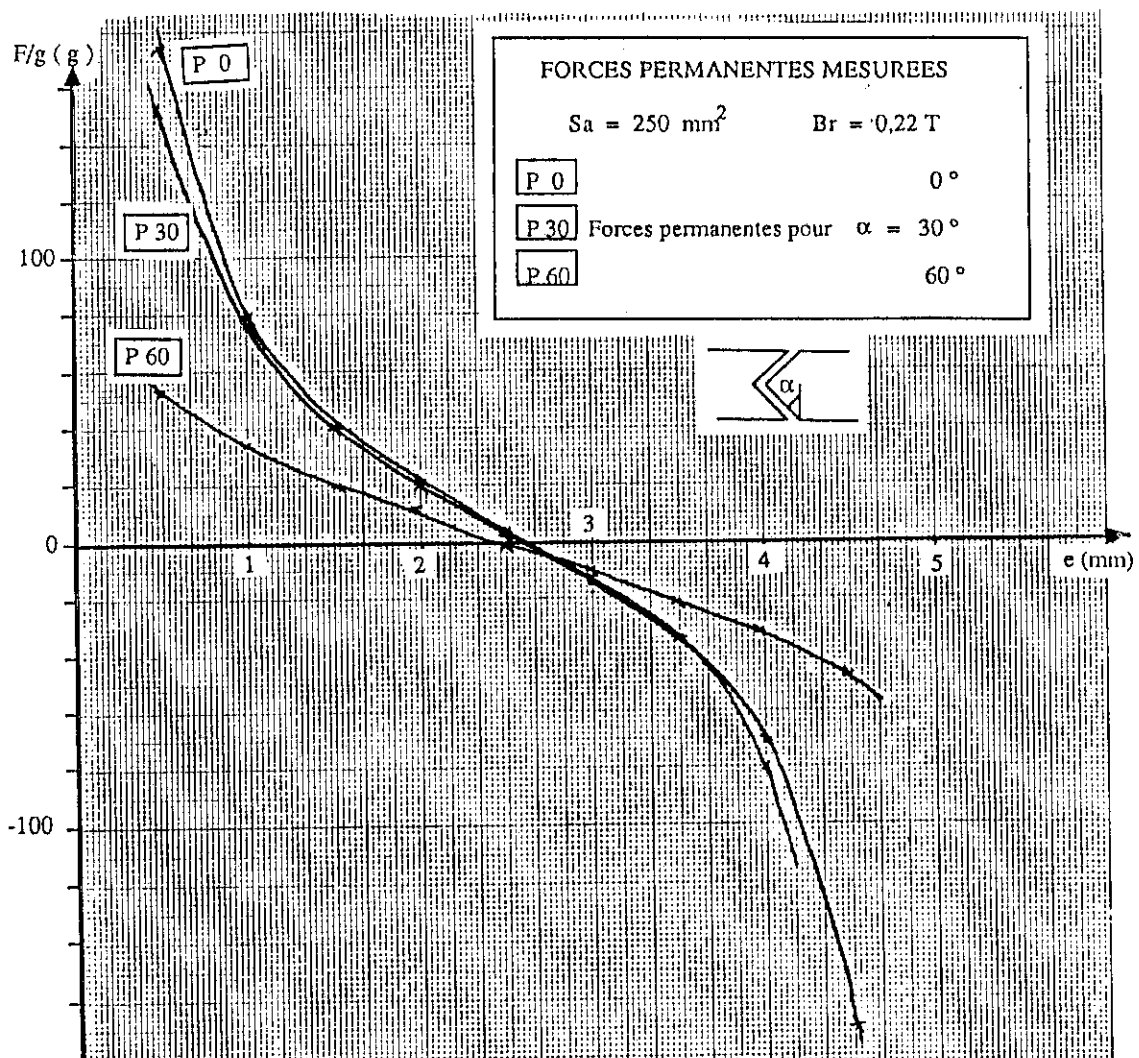 F/g ( g )
P 0
FORCES PERMANENTES MESUREES
Sa = 250 mm²
Br = 0,22 T
P 0
0 °
P 30
P 30 Forces permanentes pour α = 30°
100
P 60
60 °
P 60
α
3
0
1
2
4
5
e (mm)
-100